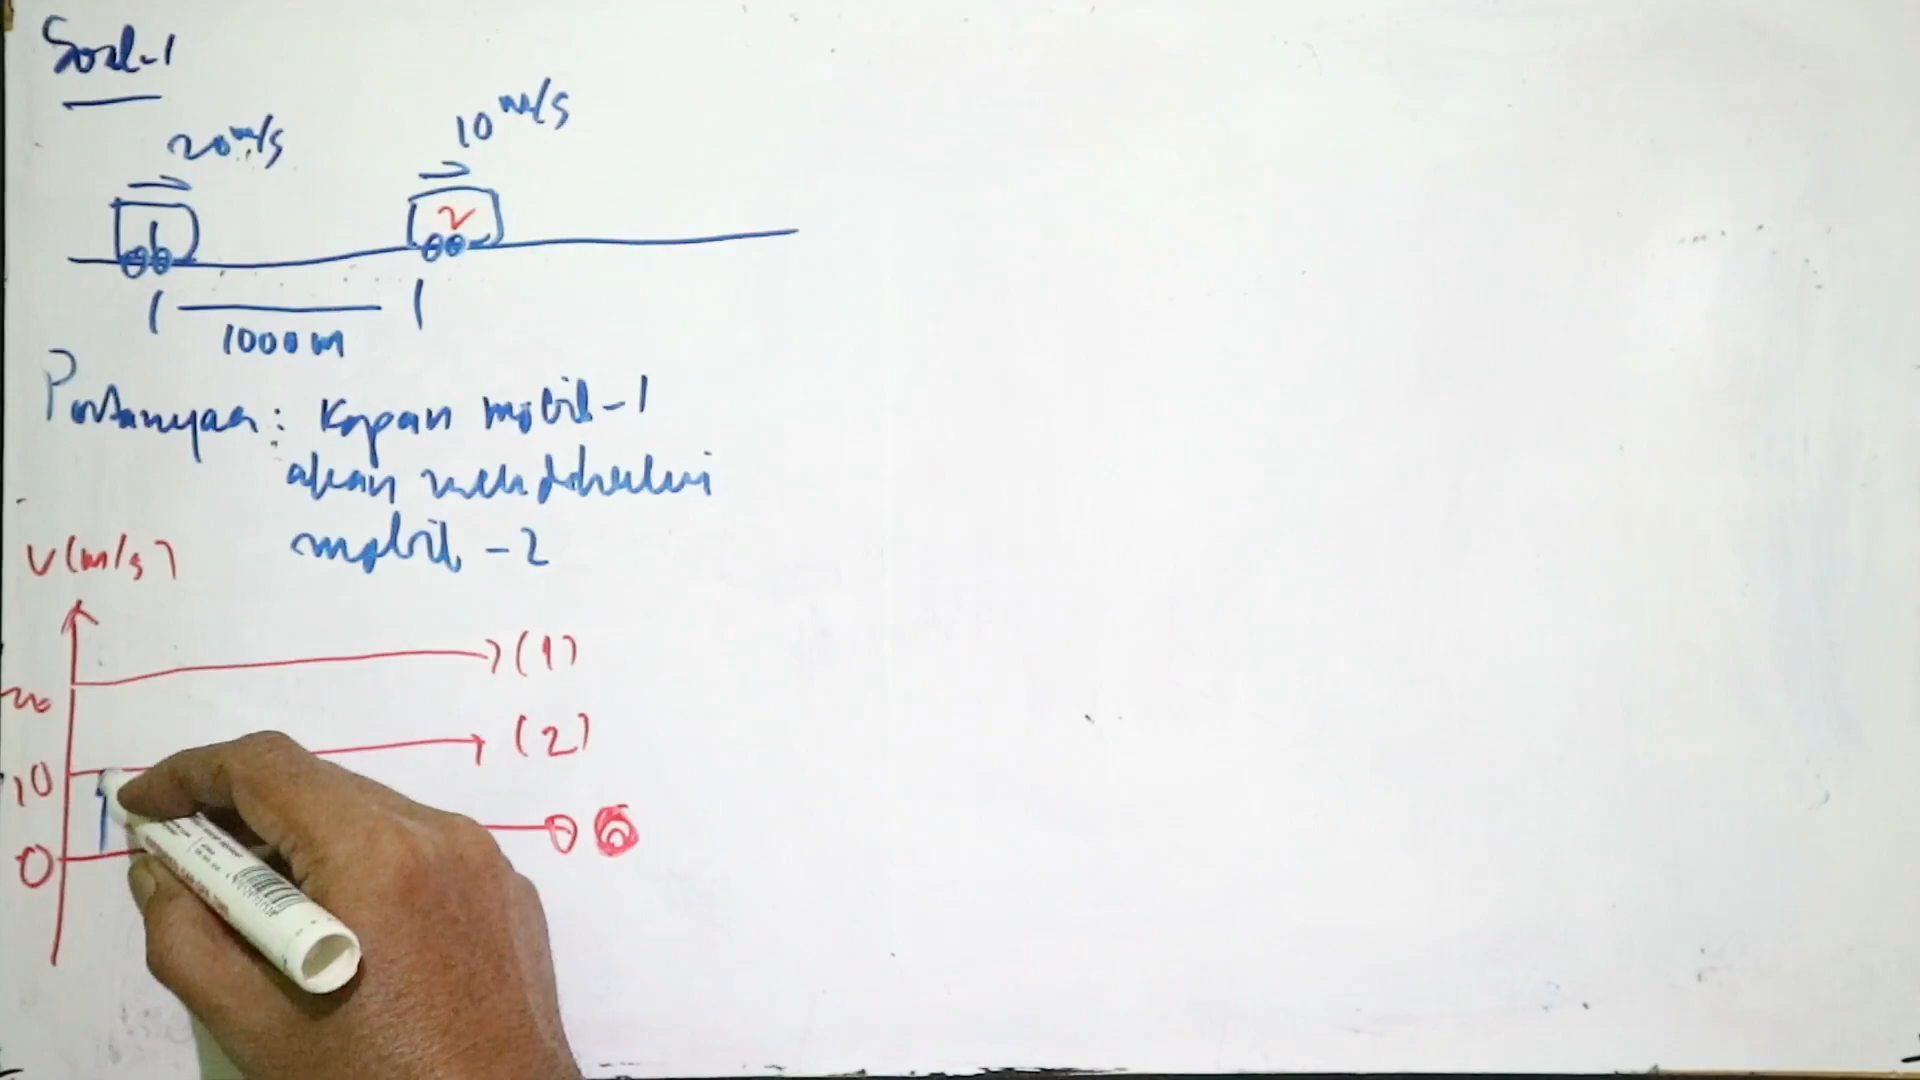 Soal-1
20 m/s
10 m/s
1
2
1000 m
Pertanyaan: Kapan mobil-1
akan mendahului
mobil-2
V(m/s)
20
(1)
10
(2)
0